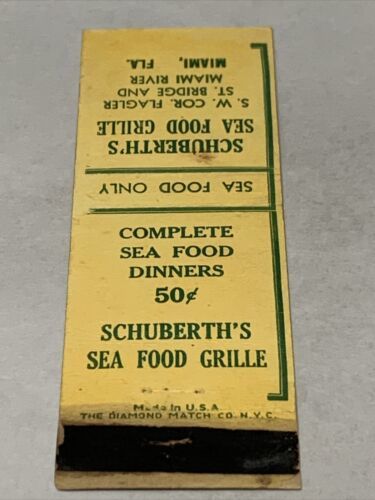 COMPLETE
SEA FOOD
DINNERS
50¢
SCHUBERTH'S
SEA FOOD GRILLE
Made In U.S.A.
THE DIAMOND MATCH CO. N.Y.C.
SEA FOOD ONLY
SCHUBERTH'S
SEA FOOD GRILLE
S. W. COR. FLAGLER
ST. BRIDGE AND
MIAMI RIVER
MIAMI, FLA.